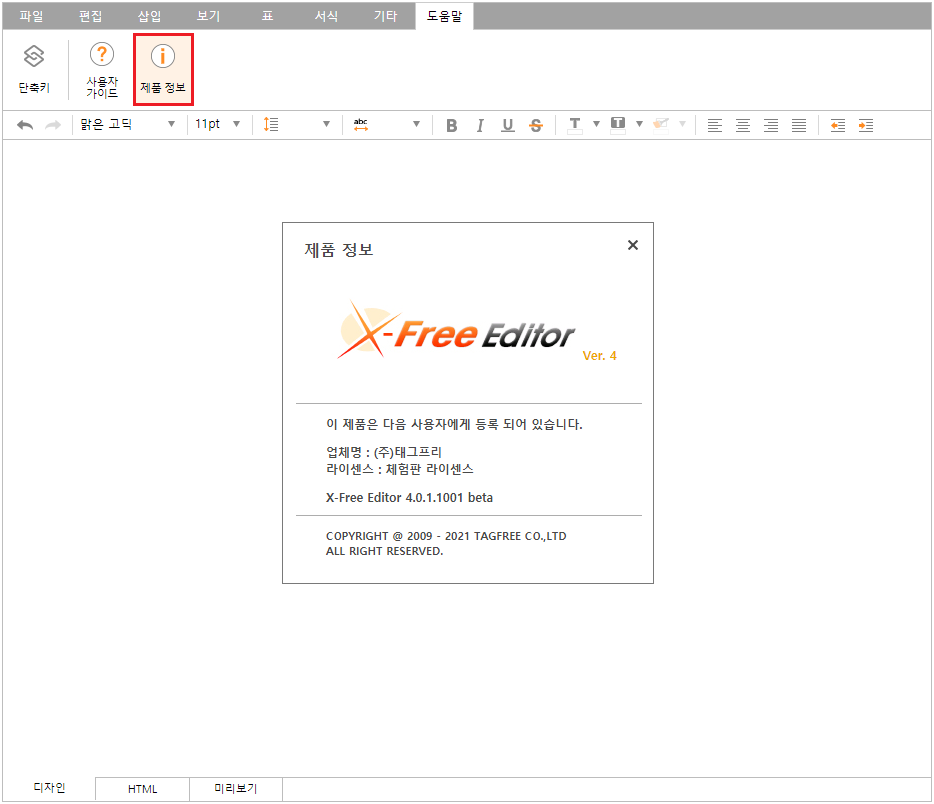 파일 편집 삽입 보기 표 서식 기타 도움말
단축키
사용자
가이드
제품 정보
맑은 고딕 11pt abc B I U S T T
제품 정보
X-Free Editor
Ver. 4
이 제품은 다음 사용자에게 등록 되어 있습니다.
업체명 : (주)태그프리
라이센스 : 체험판 라이센스
X-Free Editor 4.0.1.1001 beta
COPYRIGHT @ 2009 - 2021 TAGFREE CO.,LTD
ALL RIGHT RESERVED.
디자인 HTML 미리보기